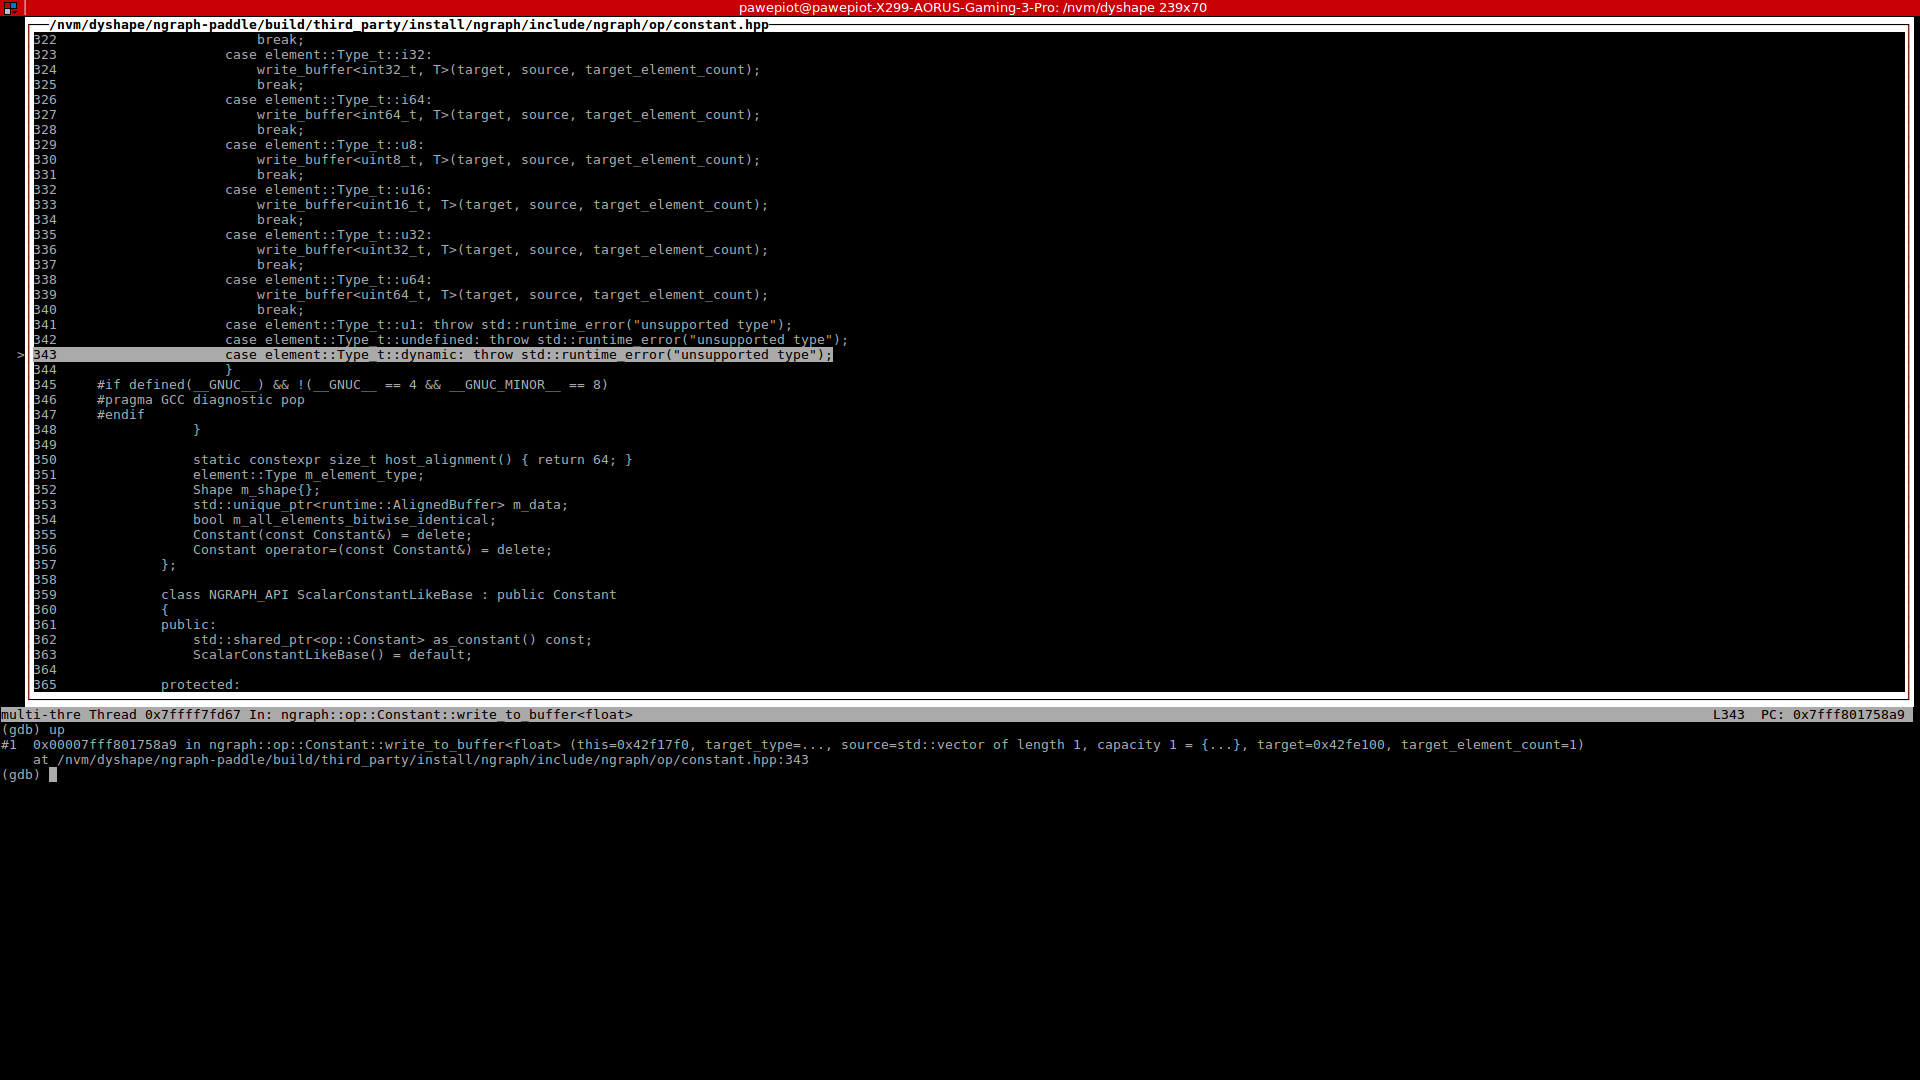 pawepiot@pawepiot-X299-AORUS-Gaming-3-Pro: /nvm/dyshape 239x70
/nvm/dyshape/ngraph-paddle/build/third_party/install/ngraph/include/ngraph/op/constant.hpp
322                         break;
323                     case element::Type_t::i32:
324                         write_buffer<int32_t, T>(target, source, target_element_count);
325                         break;
326                     case element::Type_t::i64:
327                         write_buffer<int64_t, T>(target, source, target_element_count);
328                         break;
329                     case element::Type_t::u8:
330                         write_buffer<uint8_t, T>(target, source, target_element_count);
331                         break;
332                     case element::Type_t::u16:
333                         write_buffer<uint16_t, T>(target, source, target_element_count);
334                         break;
335                     case element::Type_t::u32:
336                         write_buffer<uint32_t, T>(target, source, target_element_count);
337                         break;
338                     case element::Type_t::u64:
339                         write_buffer<uint64_t, T>(target, source, target_element_count);
340                         break;
341                     case element::Type_t::u1: throw std::runtime_error("unsupported type");
342                     case element::Type_t::undefined: throw std::runtime_error("unsupported type");
>343                     case element::Type_t::dynamic: throw std::runtime_error("unsupported type");
344                     }
345     #if defined(__GNUC__) && !(__GNUC__ == 4 && __GNUC_MINOR__ == 8)
346     #pragma GCC diagnostic pop
347     #endif
348                 }
349
350                 static constexpr size_t host_alignment() { return 64; }
351                 element::Type m_element_type;
352                 Shape m_shape{};
353                 std::unique_ptr<runtime::AlignedBuffer> m_data;
354                 bool m_all_elements_bitwise_identical;
355                 Constant(const Constant&) = delete;
356                 Constant operator=(const Constant&) = delete;
357             };
358
359             class NGRAPH_API ScalarConstantLikeBase : public Constant
360             {
361             public:
362                 std::shared_ptr<op::Constant> as_constant() const;
363                 ScalarConstantLikeBase() = default;
364
365             protected:
multi-thre Thread 0x7ffff7fd67 In: ngraph::op::Constant::write_to_buffer<float> L343  PC: 0x7fff801758a9
(gdb) up
#1  0x00007fff801758a9 in ngraph::op::Constant::write_to_buffer<float> (this=0x42f17f0, target_type=..., source=std::vector of length 1, capacity 1 = {...}, target=0x42fe100, target_element_count=1)
    at /nvm/dyshape/ngraph-paddle/build/third_party/install/ngraph/include/ngraph/op/constant.hpp:343
(gdb)